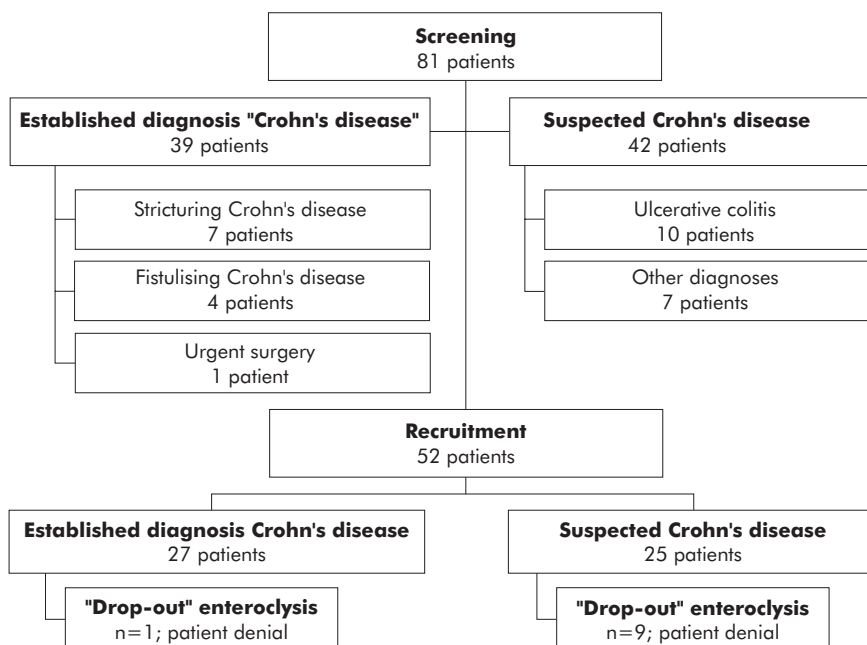 Screening
81 patients
Established diagnosis "Crohn's disease"
39 patients
Suspected Crohn's disease
42 patients
Stricturing Crohn's disease
7 patients
Fistulising Crohn's disease
4 patients
Urgent surgery
1 patient
Ulcerative colitis
10 patients
Other diagnoses
7 patients
Recruitment
52 patients
Established diagnosis Crohn's disease
27 patients
Suspected Crohn's disease
25 patients
"Drop-out" enteroclysis
n=1; patient denial
"Drop-out" enteroclysis
n=9; patient denial